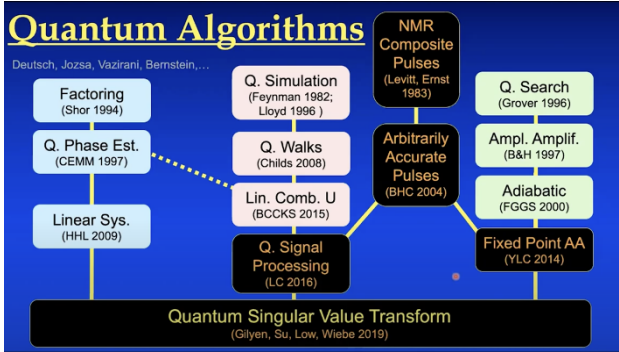 Quantum Algorithms
Deutsch, Jozsa, Vazirani, Bernstein,...
Factoring
(Shor 1994)
Q. Phase Est.
(CEMM 1997)
Linear Sys.
(HHL 2009)
Q. Simulation
(Feynman 1982;
Lloyd 1996 )
Q. Walks
(Childs 2008)
Lin. Comb. U
(BCCKS 2015)
Q. Signal
Processing
(LC 2016)
NMR
Composite
Pulses
(Levitt, Ernst
1983)
Arbitrarily
Accurate
Pulses
(BHC 2004)
Q. Search
(Grover 1996)
Ampl. Amplif.
(B&H 1997)
Adiabatic
(FGGS 2000)
Fixed Point AA
(YLC 2014)
Quantum Singular Value Transform
(Gilyen, Su, Low, Wiebe 2019)